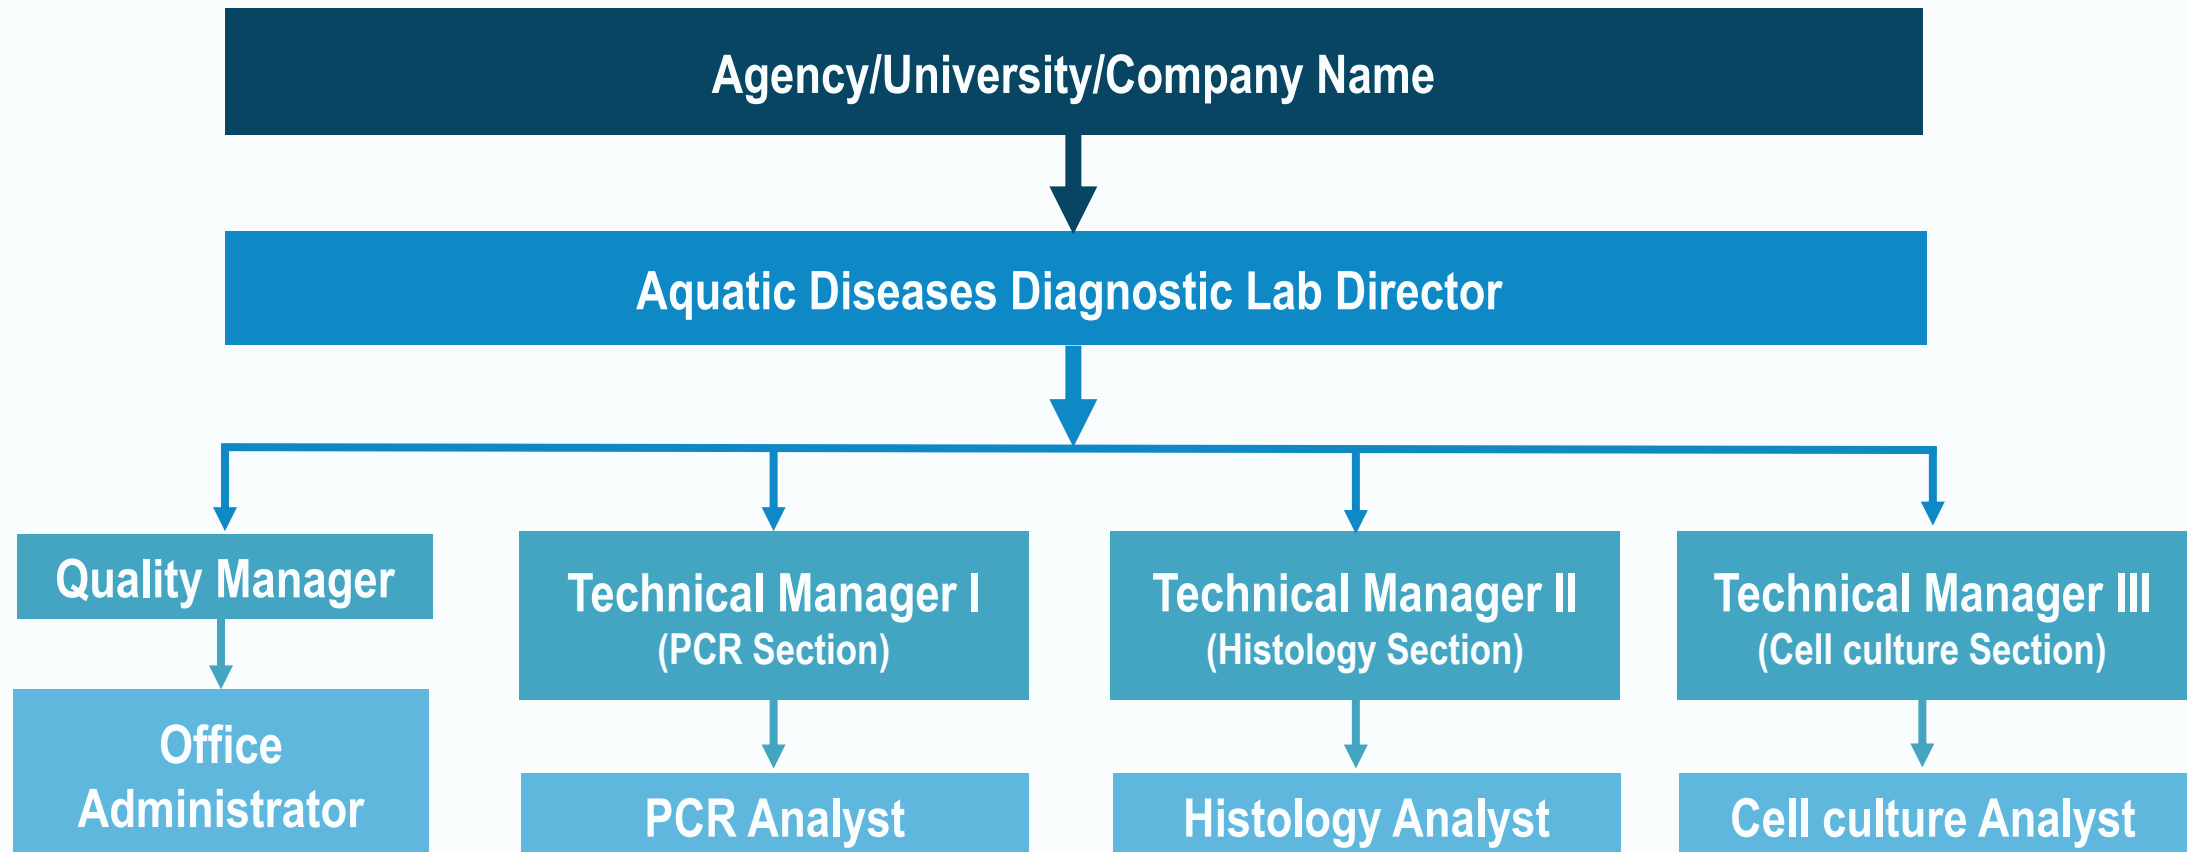 Agency/University/Company Name
Aquatic Diseases Diagnostic Lab Director
Quality Manager
Technical Manager I
(PCR Section)
Technical Manager II
(Histology Section)
Technical Manager III
(Cell culture Section)
Office
Administrator
PCR Analyst
Histology Analyst
Cell culture Analyst